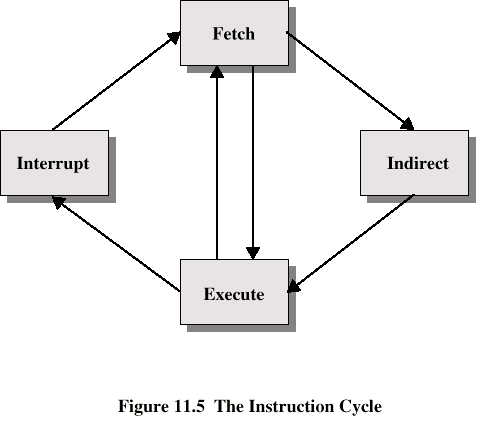 Fetch
Interrupt
Indirect
Execute
Figure 11.5 The Instruction Cycle